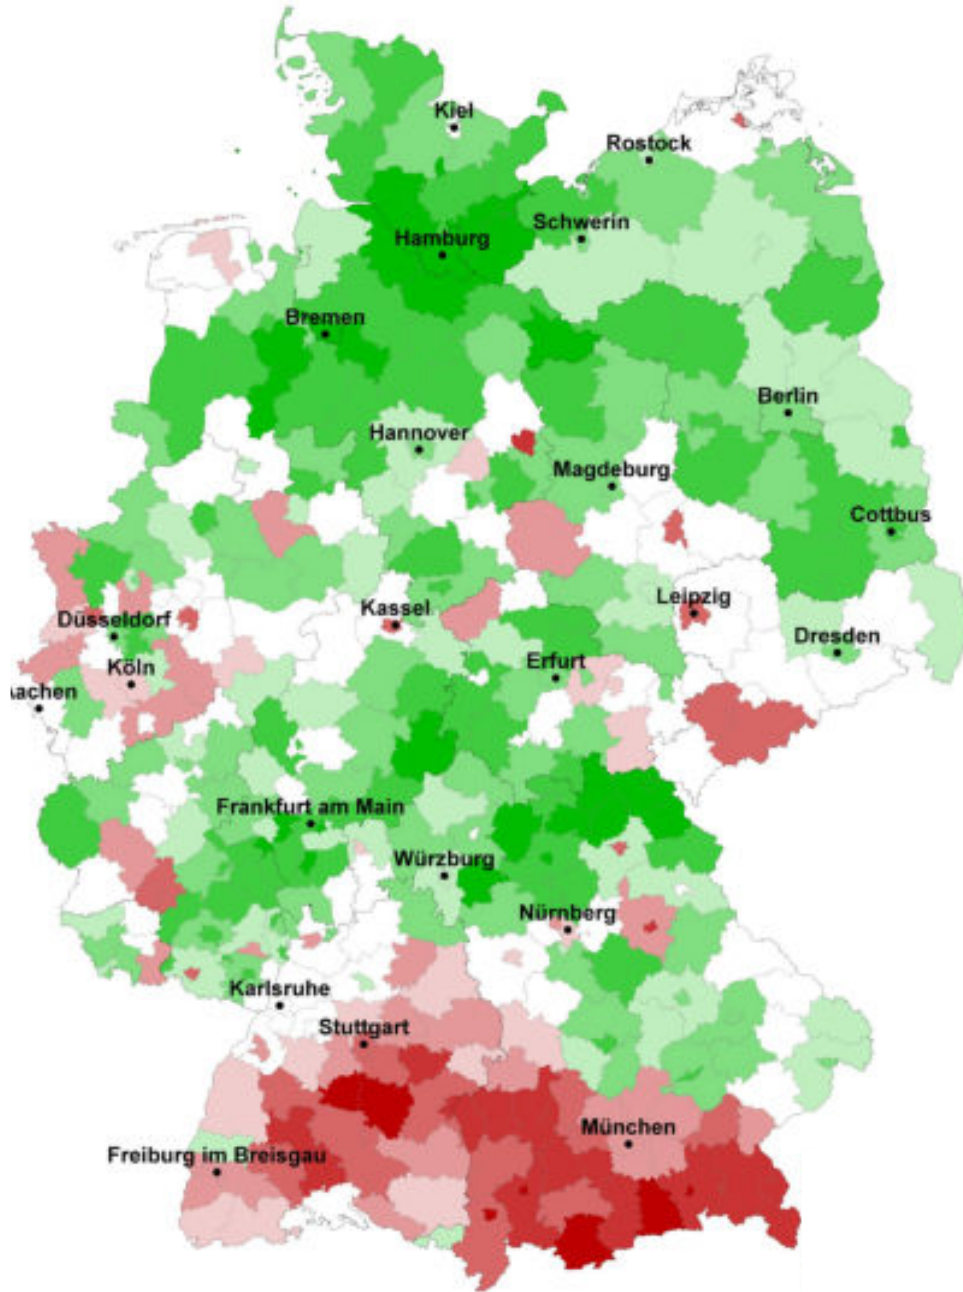 Kiel
Rostock
Schwerin
Hamburg
Bremen
Berlin
Hannover
Magdeburg
Cottbus
Leipzig
Kassel
Düsseldorf
Dresden
Erfurt
Köln
achen
Frankfurt am Main
Würzburg
Nürnberg
Karlsruhe
Stuttgart
München
Freiburg im Breisgau